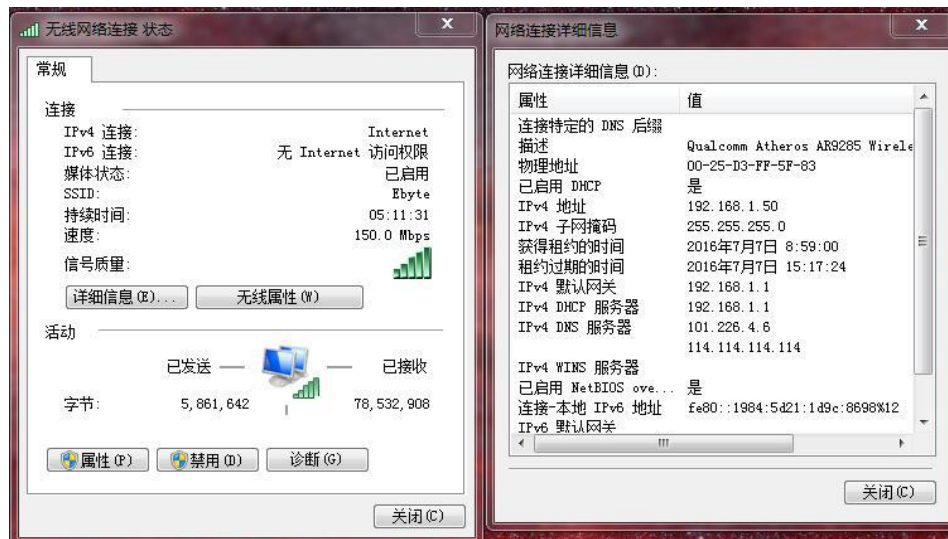 无线网络连接 状态
常规
连接
IPv4 连接: Internet
IPv6 连接: 无 Internet 访问权限
媒体状态: 已启用
SSID: Ebyte
持续时间: 05:11:31
速度: 150.0 Mbps
信号质量:
详细信息(E)... 无线属性(W)
活动
已发送 — — 已接收
字节: 5,861,642 78,532,908
属性(P) 禁用(D) 诊断(G)
关闭(C)
网络连接详细信息
网络连接详细信息(D):
属性 值
连接特定的 DNS 后缀
描述 Qualcomm Atheros AR9285 Wirele
物理地址 00-25-D3-FF-5F-83
已启用 DHCP 是
IPv4 地址 192.168.1.50
IPv4 子网掩码 255.255.255.0
获得租约的时间 2016年7月7日 8:59:00
租约过期的时间 2016年7月7日 15:17:24
IPv4 默认网关 192.168.1.1
IPv4 DHCP 服务器 192.168.1.1
IPv4 DNS 服务器 101.226.4.6
114.114.114.114
IPv4 WINS 服务器
已启用 NetBIOS ove... 是
连接-本地 IPv6 地址 fe80::1984:5d21:1d9c:8698%12
IPv6 默认网关
关闭(C)